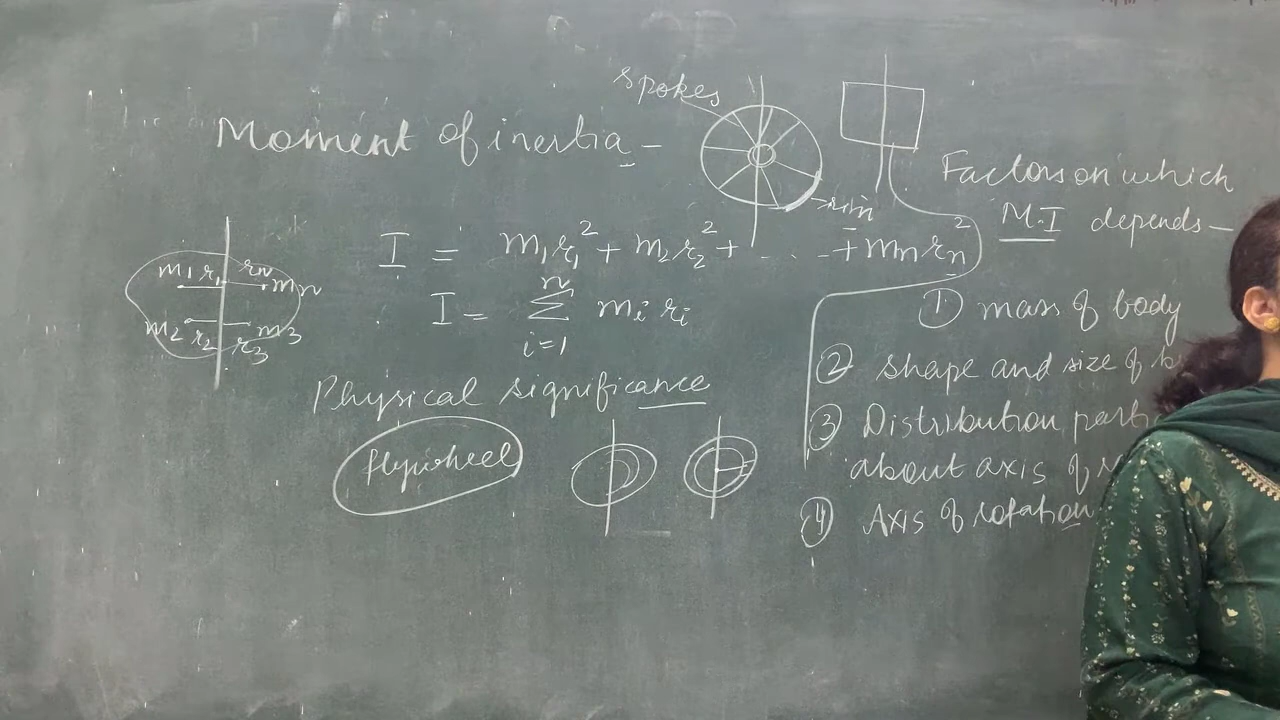 spokes
Moment of inertia -
rim
Factors on which
M.I depends -
I = m₁r₁² + m₂r₂² + . . . - + mₙrₙ²
m₁ r₁ rₙ mₙ
m₂ r₂ r₃ m₃
I = Σ mᵢ rᵢ
n
i=1
Physical significance
flywheel
① mass of body
② Shape and size of
③ Distribution
about axis of
④ Axis of rotation